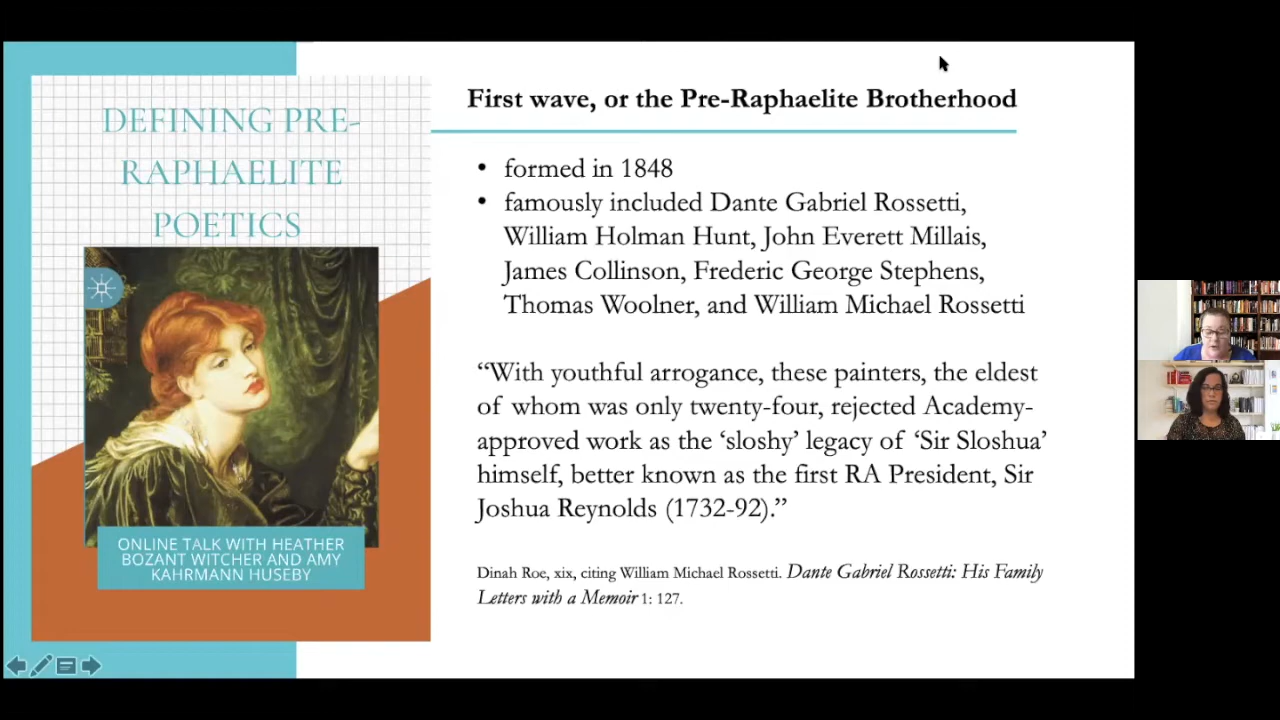 DEFINING PRE-
RAPHAELITE
POETICS
ONLINE TALK WITH HEATHER
BOZANT WITCHER AND AMY
KAHRMANN HUSEBY
First wave, or the Pre-Raphaelite Brotherhood
• formed in 1848
• famously included Dante Gabriel Rossetti,
William Holman Hunt, John Everett Millais,
James Collinson, Frederic George Stephens,
Thomas Woolner, and William Michael Rossetti
“With youthful arrogance, these painters, the eldest
of whom was only twenty-four, rejected Academy-
approved work as the ‘sloshy’ legacy of ‘Sir Sloshua’
himself, better known as the first RA President, Sir
Joshua Reynolds (1732-92).”
Dinah Roe, xix, citing William Michael Rossetti. Dante Gabriel Rossetti: His Family
Letters with a Memoir 1: 127.